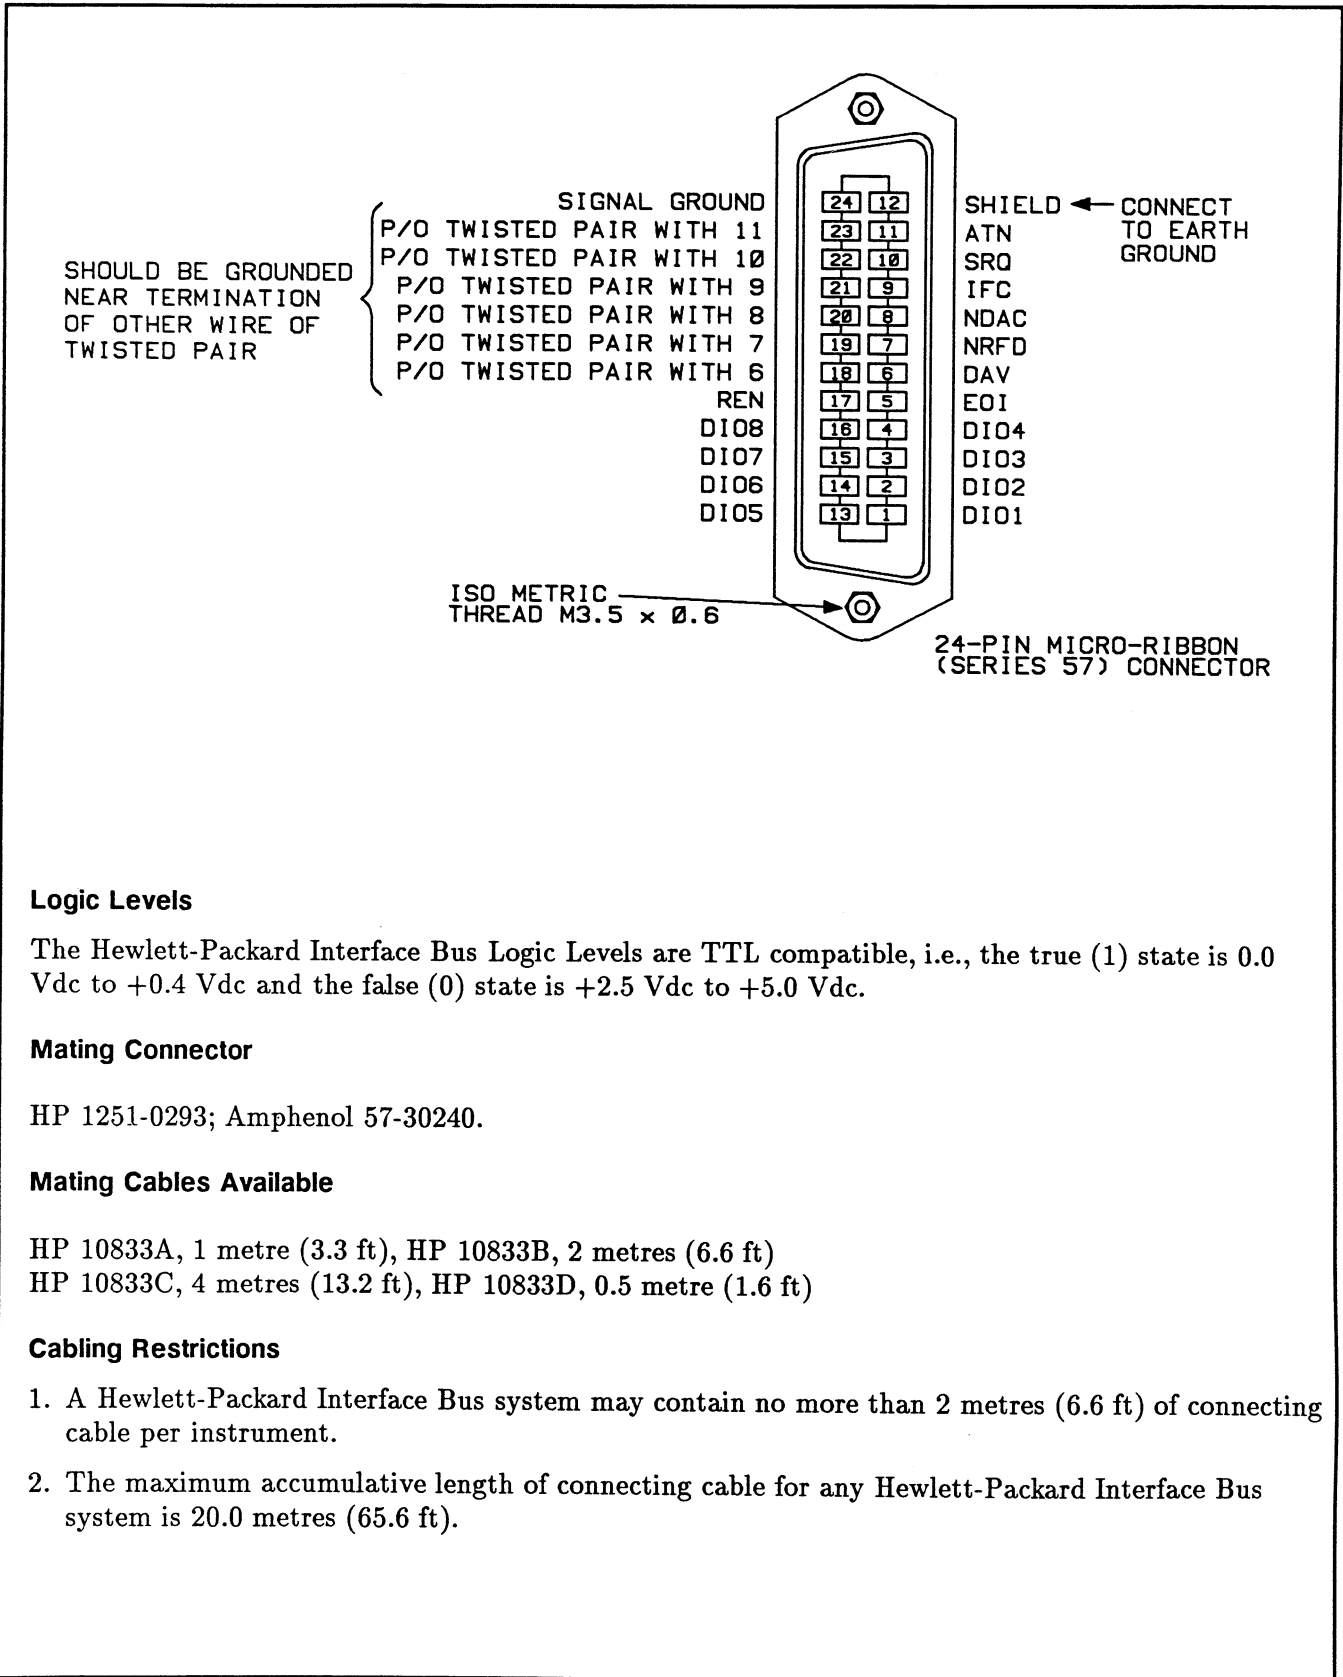 SIGNAL GROUND 24 12 SHIELD CONNECT
P/O TWISTED PAIR WITH 11 23 11 ATN TO EARTH
P/O TWISTED PAIR WITH 10 22 10 SRQ GROUND
SHOULD BE GROUNDED
NEAR TERMINATION
OF OTHER WIRE OF
TWISTED PAIR
P/O TWISTED PAIR WITH 9 21 9 IFC
P/O TWISTED PAIR WITH 8 20 8 NDAC
P/O TWISTED PAIR WITH 7 19 7 NRFD
P/O TWISTED PAIR WITH 6 18 6 DAV
REN 17 5 EOI
DIO8 16 4 DIO4
DIO7 15 3 DIO3
DIO6 14 2 DIO2
DIO5 13 1 DIO1
ISO METRIC
THREAD M3.5 x 0.6
24-PIN MICRO-RIBBON
(SERIES 57) CONNECTOR
Logic Levels
The Hewlett-Packard Interface Bus Logic Levels are TTL compatible, i.e., the true (1) state is 0.0
Vdc to +0.4 Vdc and the false (0) state is +2.5 Vdc to +5.0 Vdc.
Mating Connector
HP 1251-0293; Amphenol 57-30240.
Mating Cables Available
HP 10833A, 1 metre (3.3 ft), HP 10833B, 2 metres (6.6 ft)
HP 10833C, 4 metres (13.2 ft), HP 10833D, 0.5 metre (1.6 ft)
Cabling Restrictions
1. A Hewlett-Packard Interface Bus system may contain no more than 2 metres (6.6 ft) of connecting
cable per instrument.
2. The maximum accumulative length of connecting cable for any Hewlett-Packard Interface Bus
system is 20.0 metres (65.6 ft).